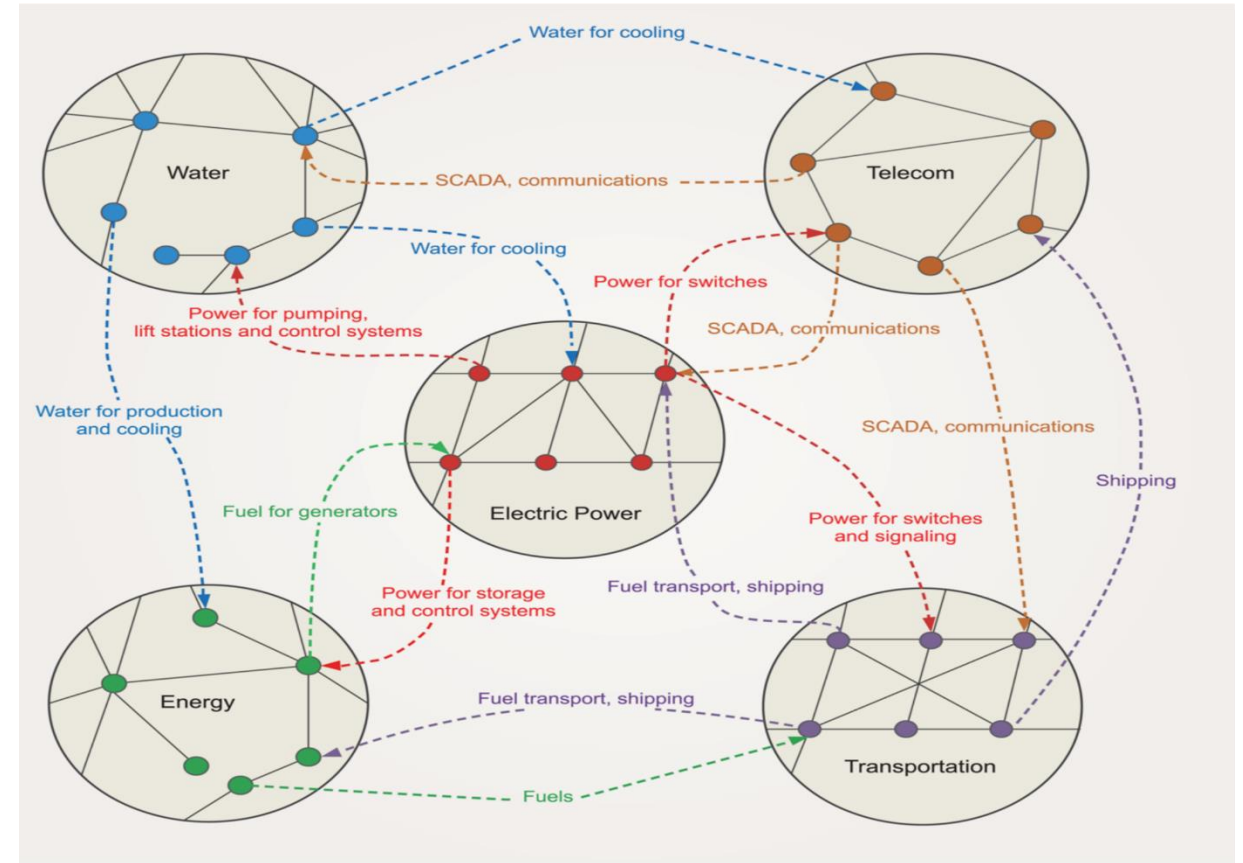 Water for cooling
Water
Telecom
SCADA, communications
Water for cooling
Power for switches
Power for pumping,
lift stations and control systems
SCADA, communications
Water for production
and cooling
SCADA, communications
Shipping
Fuel for generators
Electric Power
Power for switches
and signaling
Power for storage
and control systems
Fuel transport, shipping
Energy
Fuel transport, shipping
Transportation
Fuels